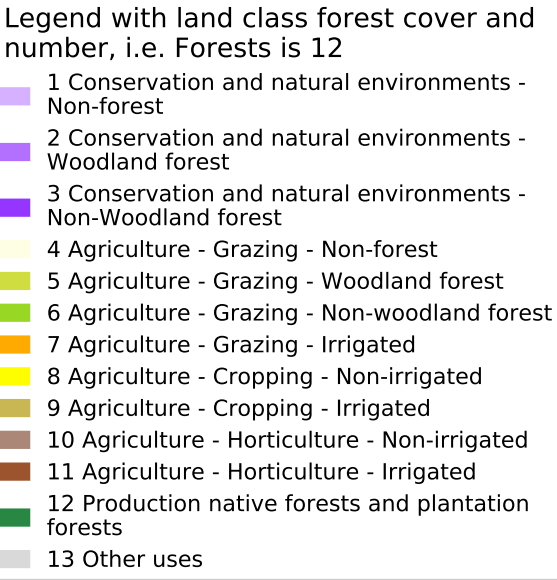 Legend with land class forest cover and
number, i.e. Forests is 12
1 Conservation and natural environments -
Non-forest
2 Conservation and natural environments -
Woodland forest
3 Conservation and natural environments -
Non-Woodland forest
4 Agriculture - Grazing - Non-forest
5 Agriculture - Grazing - Woodland forest
6 Agriculture - Grazing - Non-woodland forest
7 Agriculture - Grazing - Irrigated
8 Agriculture - Cropping - Non-irrigated
9 Agriculture - Cropping - Irrigated
10 Agriculture - Horticulture - Non-irrigated
11 Agriculture - Horticulture - Irrigated
12 Production native forests and plantation
forests
13 Other uses